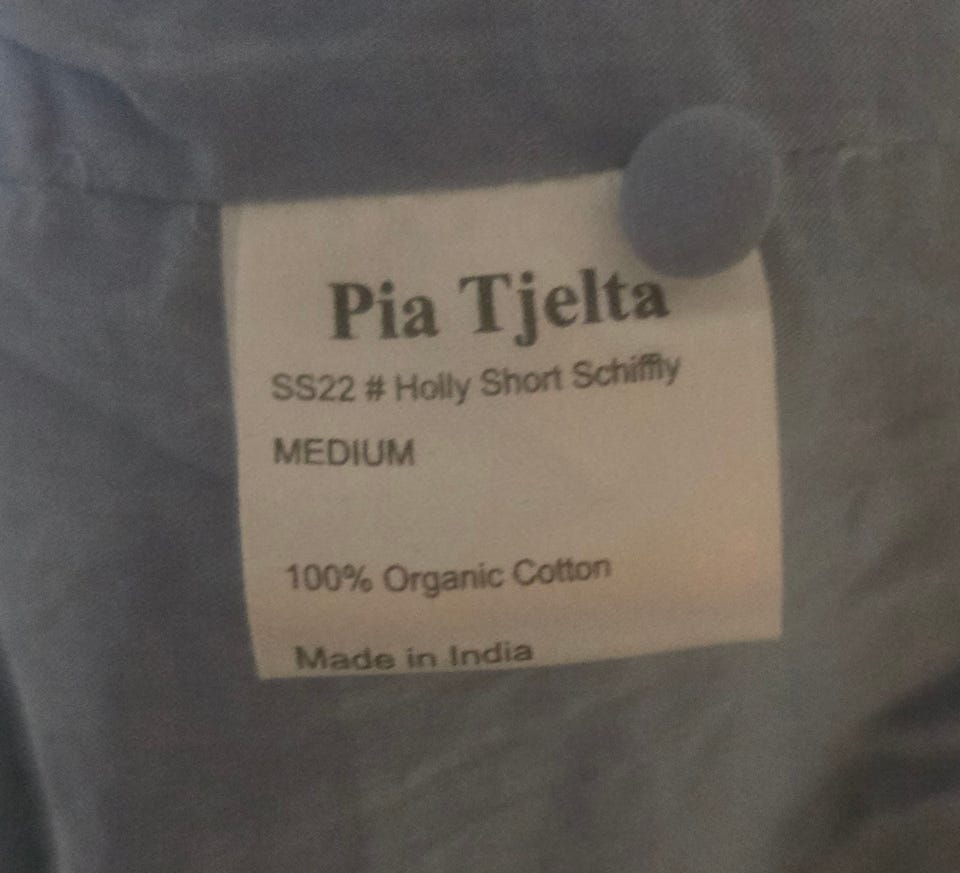 Pia Tjelta
SS22 # Holly Short Schiffly
MEDIUM
100% Organic Cotton
Made in India